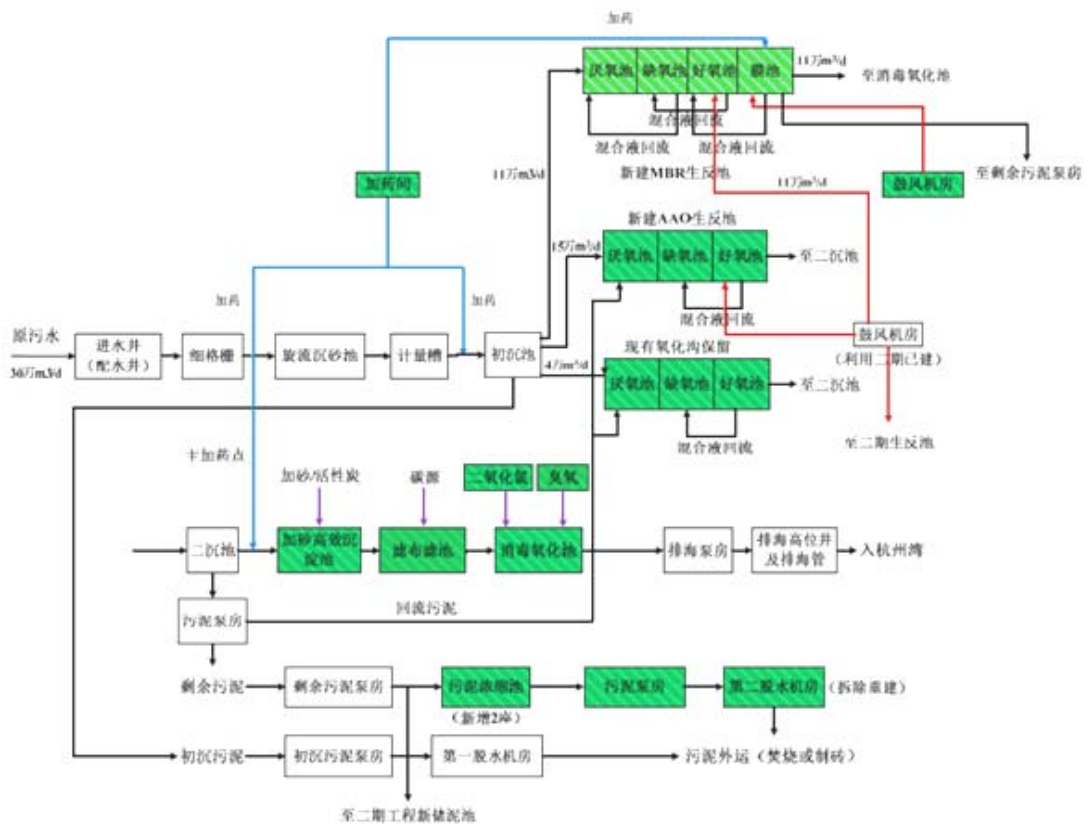 加药
厌氧池
缺氧池
好氧池
膜池
11万m³/d
至消毒氧化池
混合液回流
混合液回流
混合液回流
新建MBR生反地
11万m3/d
加药间
11万m³/d
鼓风机房
至剩余污泥泵房
新建AAO生反地
15万m³/d
厌氧池
缺氧池
好氧池
至二沉池
混合液回流
加药
加药
原污水
进水井
（配水井）
细格栅
旋流沉砂池
计量槽
初沉池
鼓风机房
（利用二期已建）
现有氧化沟保留
4万m³/d
厌氧池
缺氧池
好氧池
至二沉池
混合液回流
至二期生反地
主加药点
加砂/活性炭
碳源
二氧化氯
臭氧
二沉地
加砂高效沉
淀池
滤布滤池
消毒氧化池
排海泵房
排海高位井
及排海管
入杭州湾
回流污泥
污泥泵房
剩余污泥
剩余污泥泵房
污泥浓缩池
（新增2座）
污泥泵房
第二脱水机房
（拆除重建）
初沉污泥
初沉污泥泵房
第一脱水机房
污泥外运（焚烧或制砖）
至二期工程新储泥池